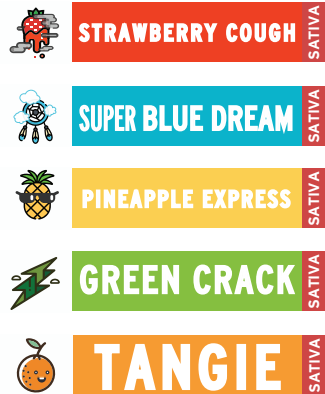 STRAWBERRY COUGH SATIVA
SUPER BLUE DREAM SATIVA
PINEAPPLE EXPRESS SATIVA
GREEN CRACK SATIVA
TANGIE SATIVA